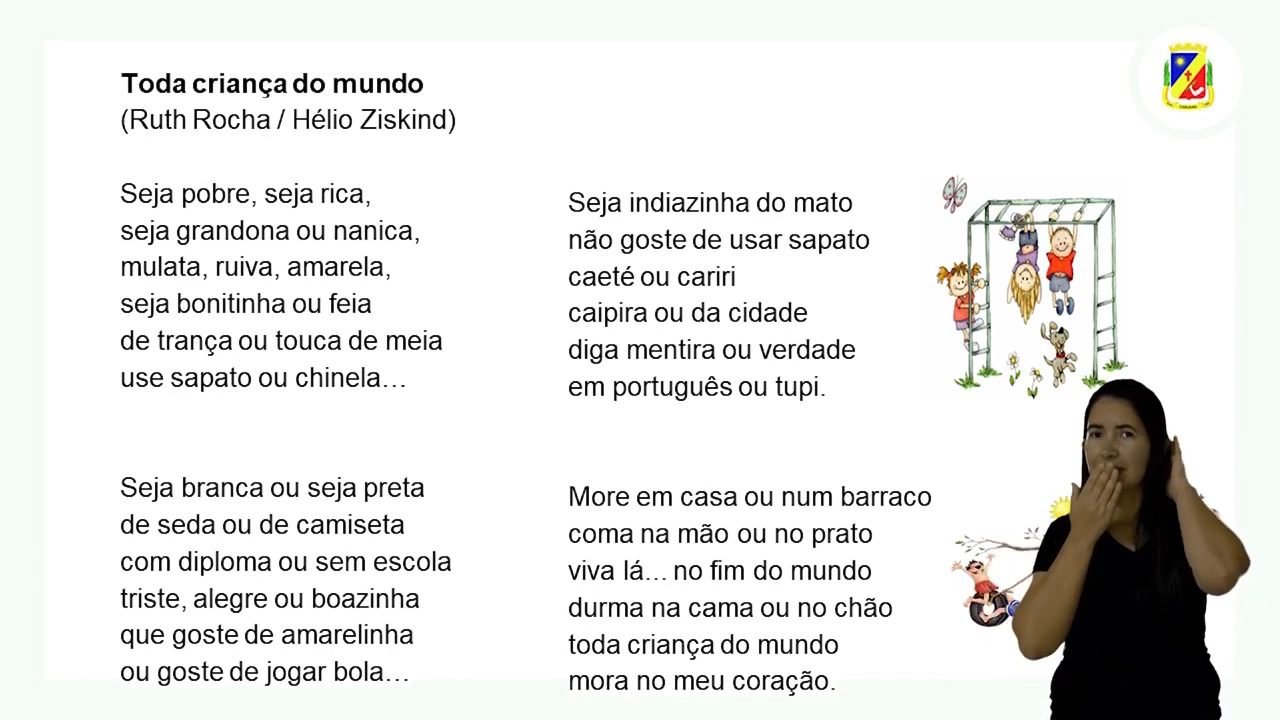 Toda criança do mundo
(Ruth Rocha / Hélio Ziskind)
Seja pobre, seja rica,
seja grandona ou nanica,
mulata, ruiva, amarela,
seja bonitinha ou feia
de trança ou touca de meia
use sapato ou chinela…
Seja branca ou seja preta
de seda ou de camiseta
com diploma ou sem escola
triste, alegre ou boazinha
que goste de amarelinha
ou goste de jogar bola…
Seja indiazinha do mato
não goste de usar sapato
caeté ou cariri
caipira ou da cidade
diga mentira ou verdade
em português ou tupi.
More em casa ou num barraco
coma na mão ou no prato
viva lá… no fim do mundo
durma na cama ou no chão
toda criança do mundo
mora no meu coração.